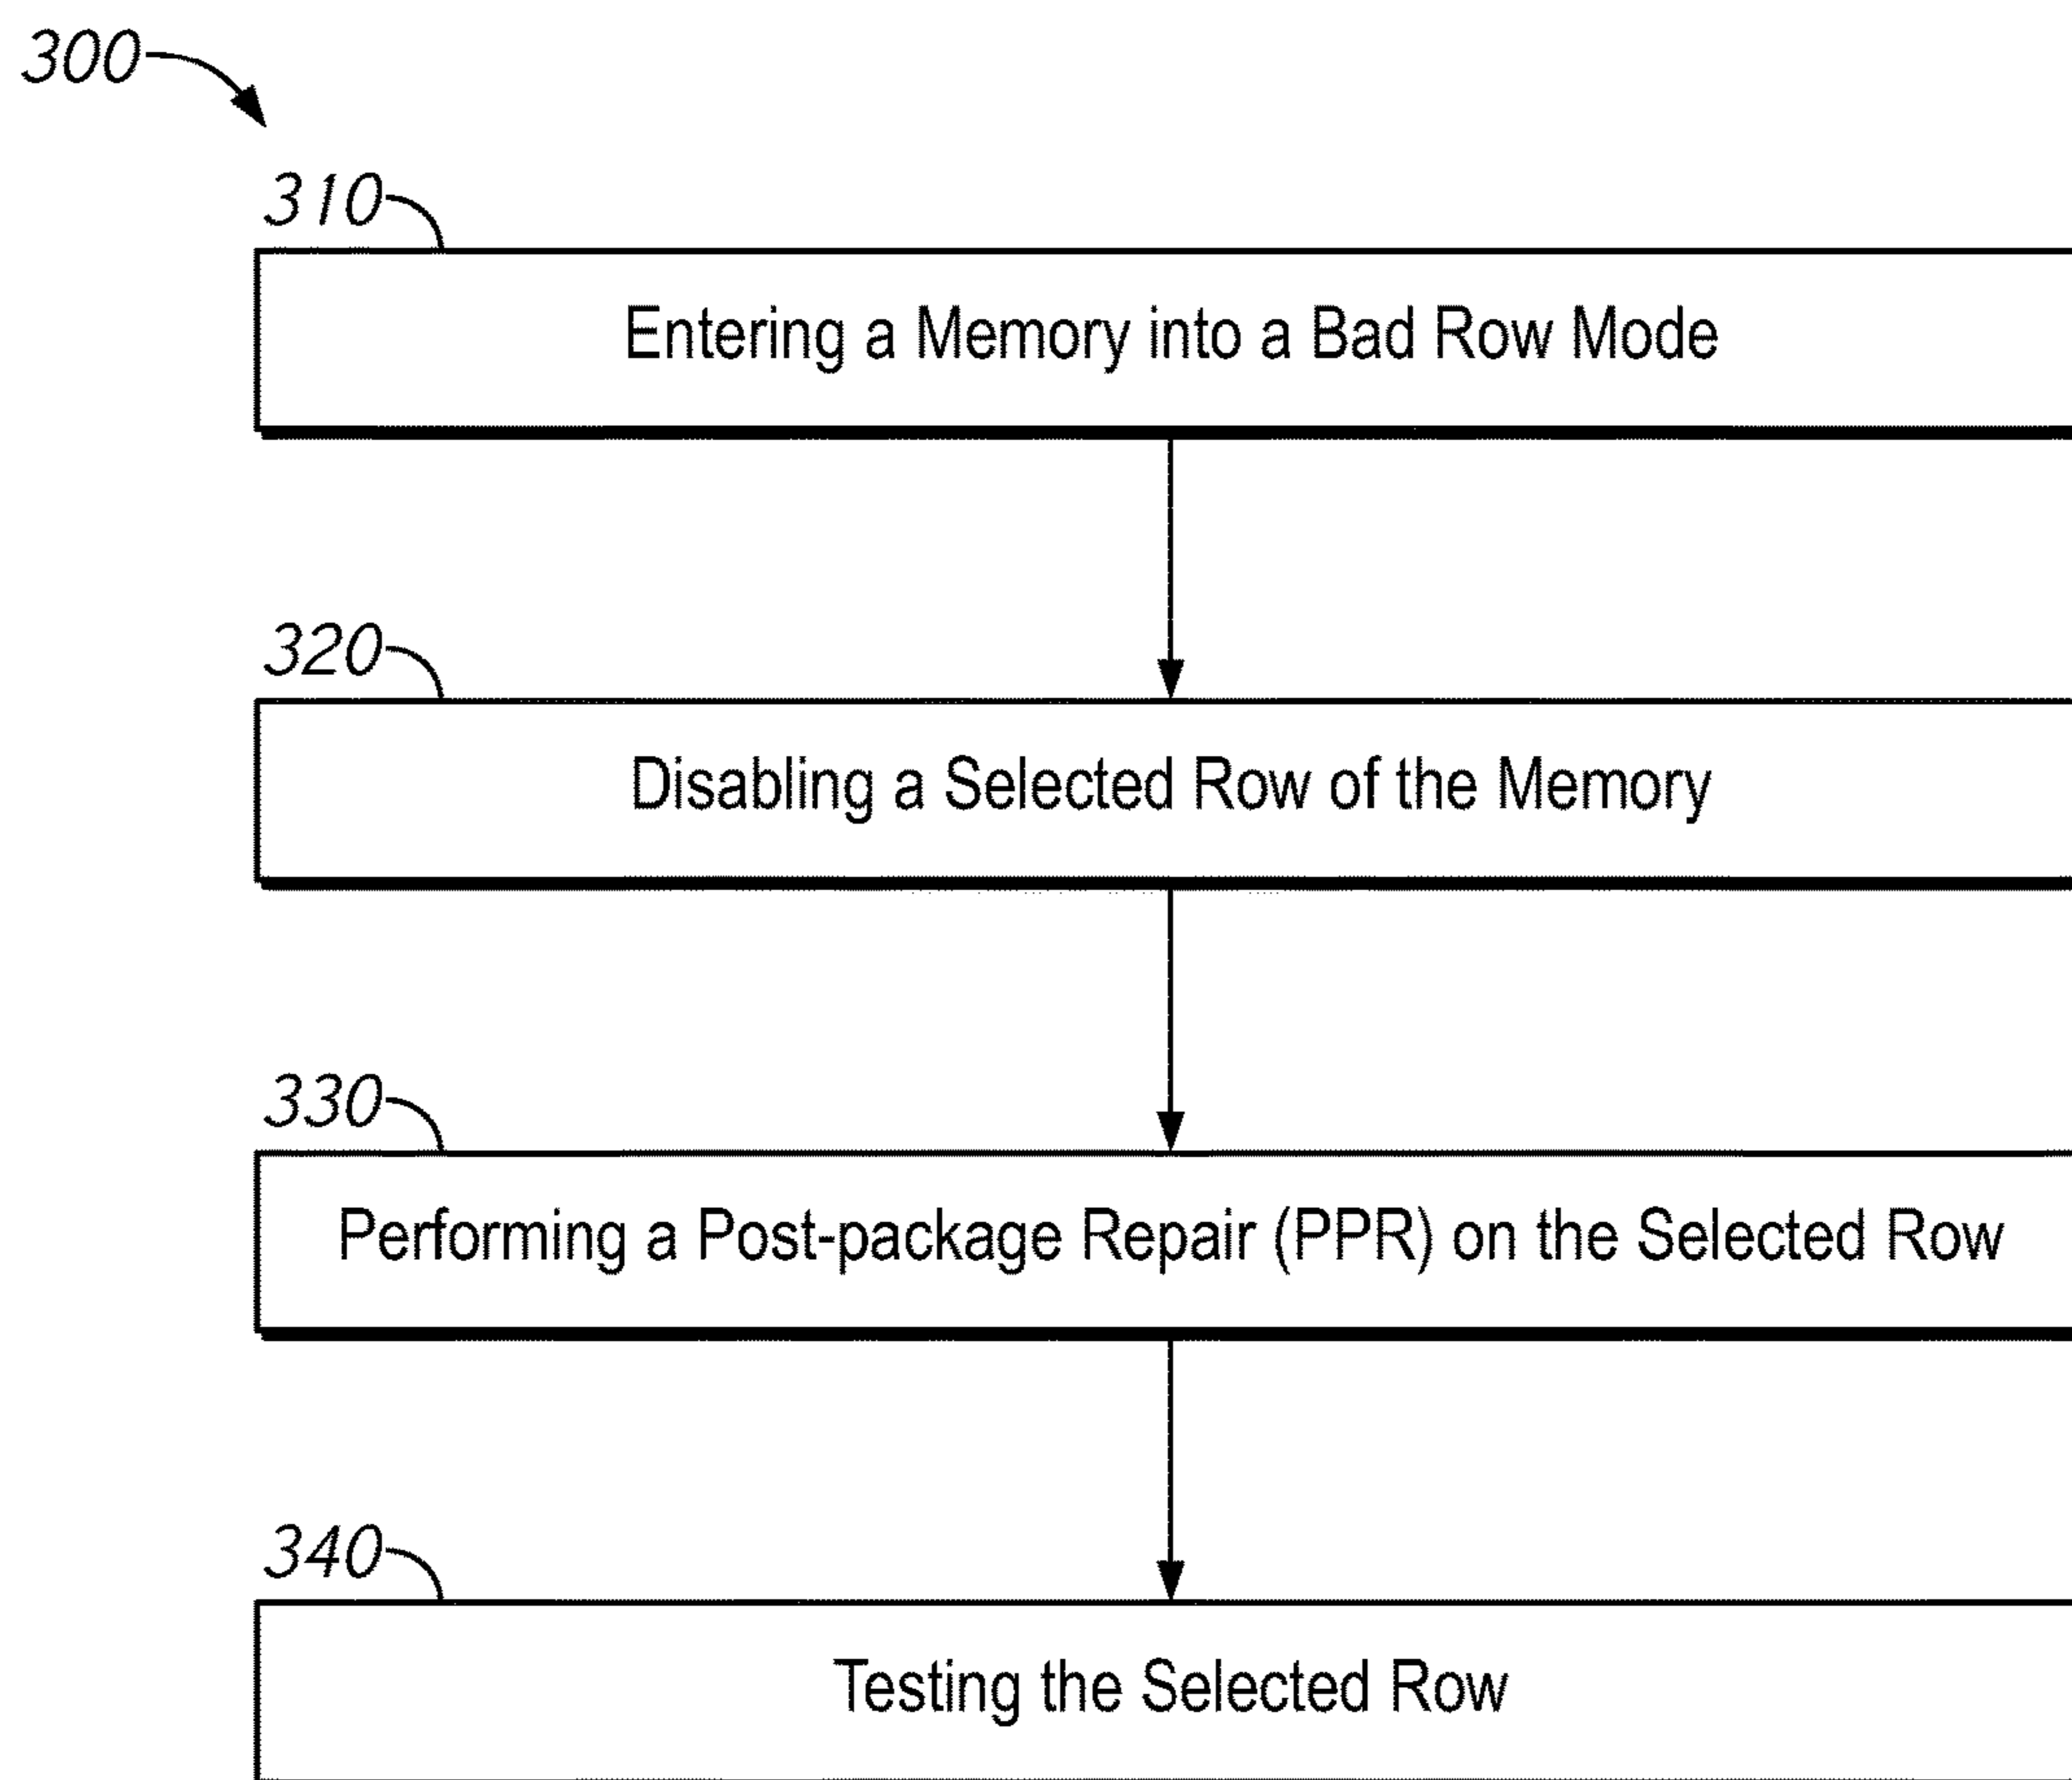 300
310
Entering a Memory into a Bad Row Mode
320
Disabling a Selected Row of the Memory
330
Performing a Post-package Repair (PPR) on the Selected Row
340
Testing the Selected Row